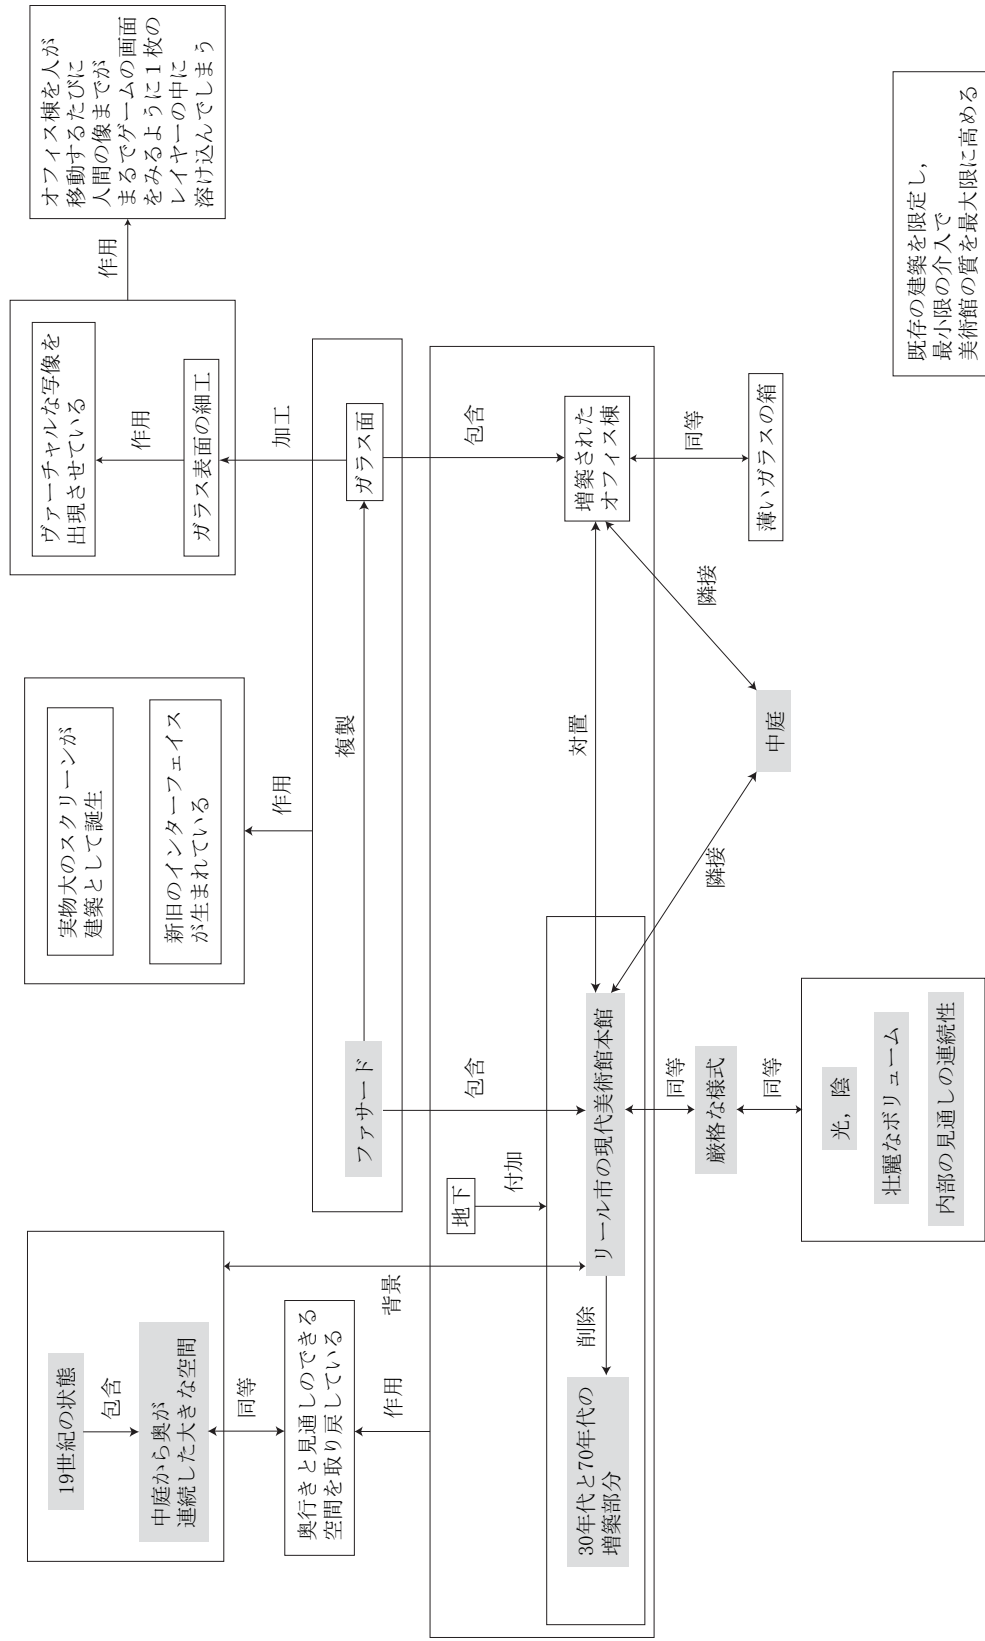 19世紀の状態
包含
中庭から奥が
連続した大きな空間
同等
奥行きと見通しのできる
空間を取り戻している
作用
背景
実物大のスクリーンが
建築として誕生
新旧のインターフェイス
が生まれている
作用
ヴァーチャルな写像を
出現させている
作用
ガラス表面の細工
加工
作用
オフィス棟を人が
移動するたびに
人間の像までが
まるでゲームの画面
をみるように1枚の
レイヤーの中に
溶け込んでしまう
ファサード
複製
ガラス面
包含
包含
地下
付加
30年代と70年代の
増築部分
削除
リール市の現代美術館本館
対置
増築された
オフィス棟
同等
薄いガラスの箱
隣接
中庭
隣接
同等
厳格な様式
同等
光，陰
壮麗なボリューム
内部の見通しの連続性
既存の建築を限定し，
最小限の介入で
美術館の質を最大限に高める